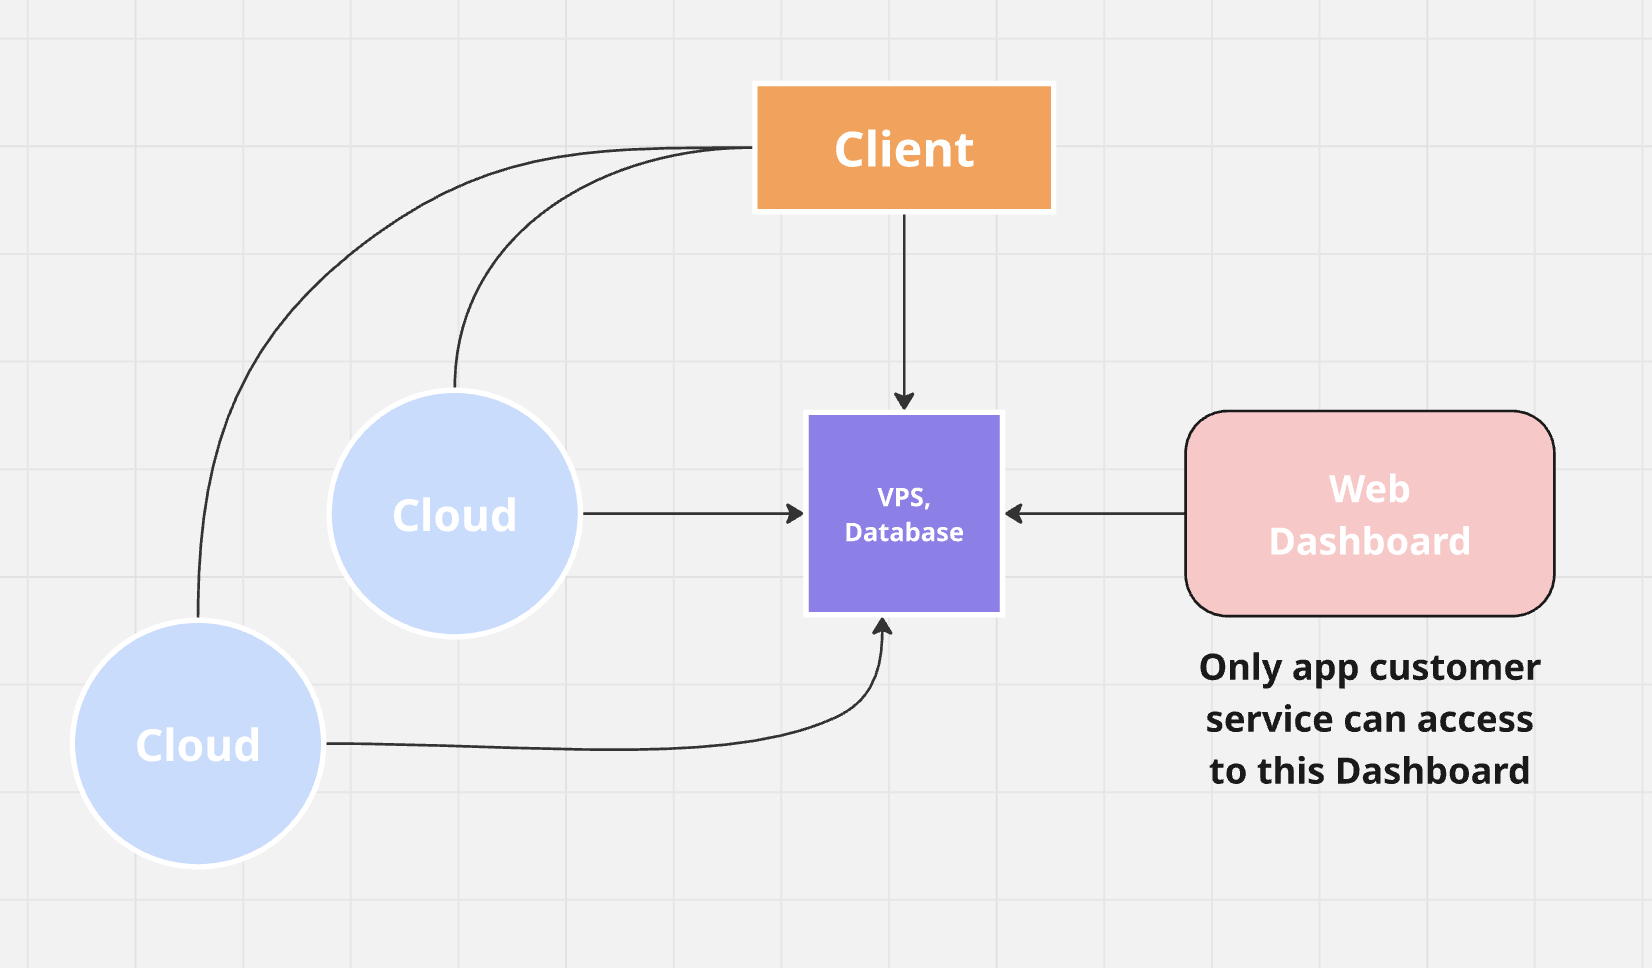 Client
Cloud
VPS,
Database
Web
Dashboard
Only app customer
service can access
to this Dashboard
Cloud